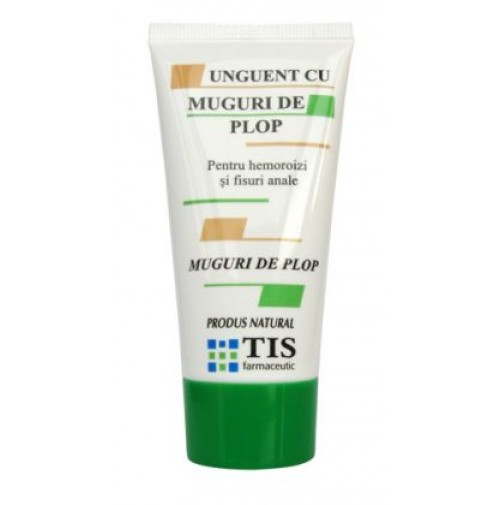 UNGUENT CU
MUGURI DE
PLOP
Pentru hemoroizi
și fisuri anale
MUGURI DE PLOP
PRODUS NATURAL
TIS
farmaceutic